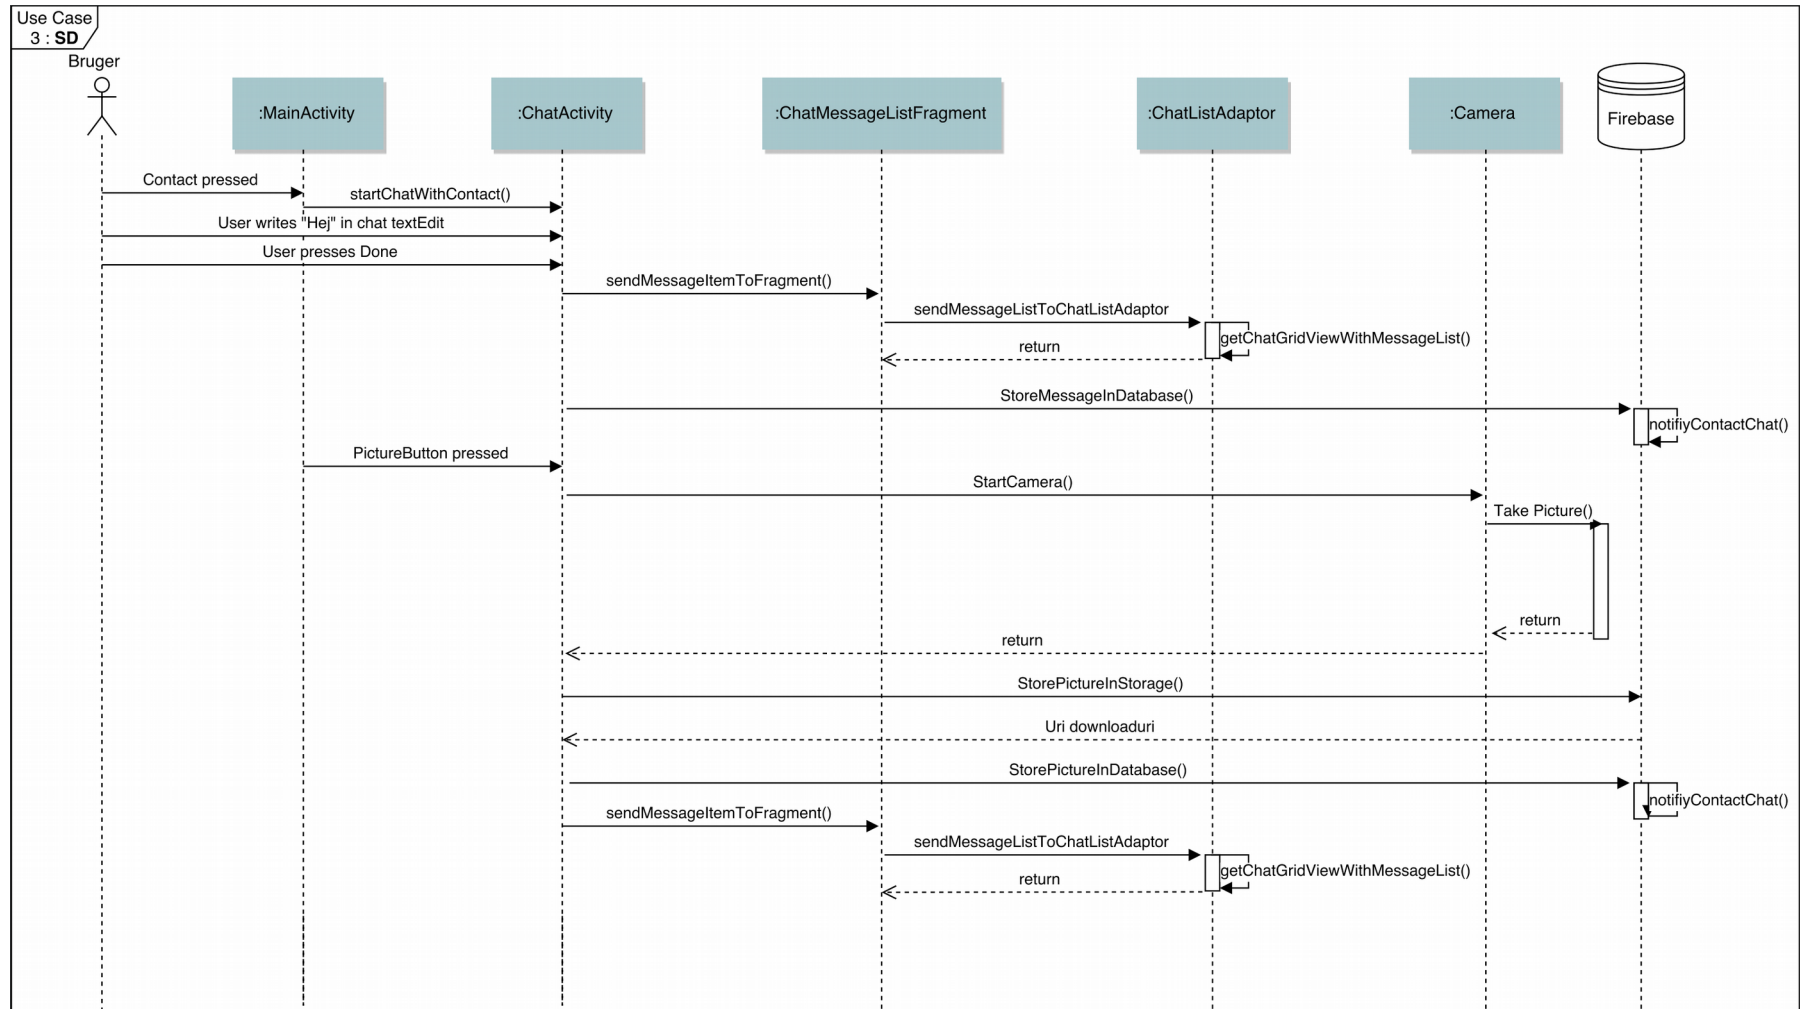 Use Case
3 : SD
Bruger
:MainActivity
:ChatActivity
:ChatMessageListFragment
:ChatListAdaptor
:Camera
Firebase
Contact pressed
startChatWithContact()
User writes "Hej" in chat textEdit
User presses Done
sendMessageItemToFragment()
sendMessageListToChatListAdaptor
getChatGridViewWithMessageList()
return
StoreMessageInDatabase()
notifiyContactChat()
PictureButton pressed
StartCamera()
Take Picture()
return
return
StorePictureInStorage()
Uri downloaduri
StorePictureInDatabase()
notifiyContactChat()
sendMessageItemToFragment()
sendMessageListToChatListAdaptor
getChatGridViewWithMessageList()
return